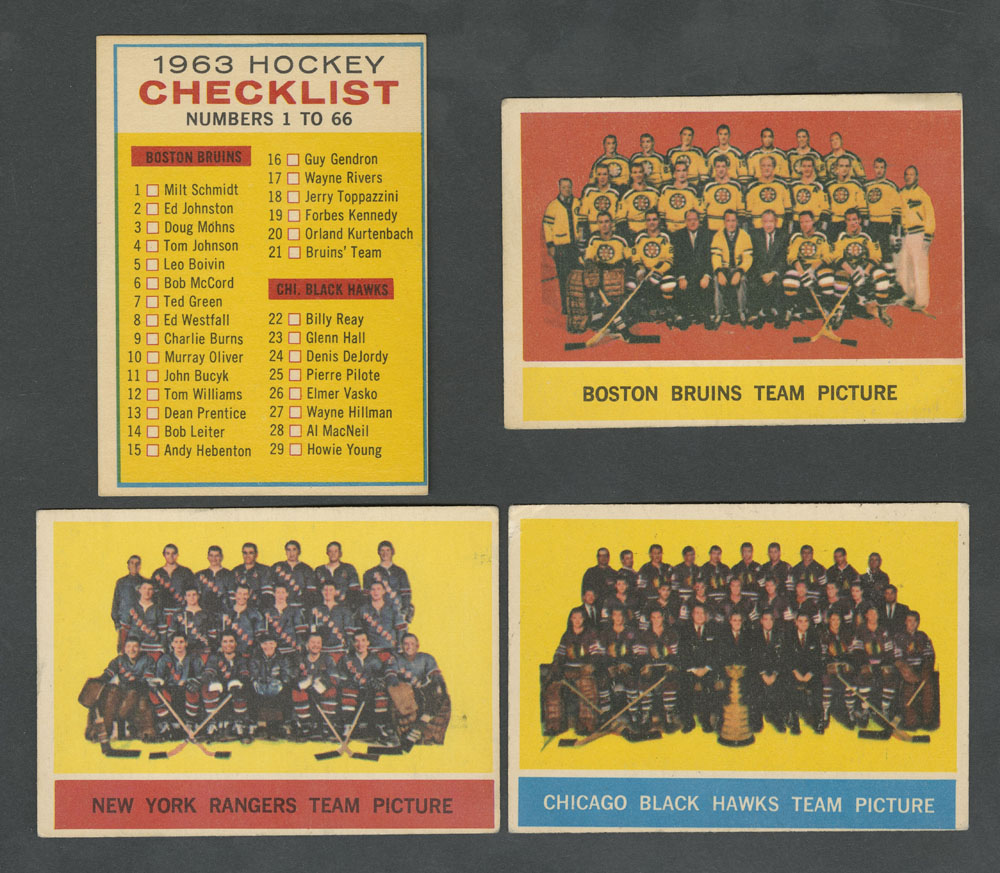 1963 HOCKEY
CHECKLIST
NUMBERS 1 TO 66
BOSTON BRUINS
1 Milt Schmidt
2 Ed Johnston
3 Doug Mohns
4 Tom Johnson
5 Leo Boivin
6 Bob McCord
7 Ted Green
8 Ed Westfall
9 Charlie Burns
10 Murray Oliver
11 John Bucyk
12 Tom Williams
13 Dean Prentice
14 Bob Leiter
15 Andy Hebenton
16 Guy Gendron
17 Wayne Rivers
18 Jerry Toppazzini
19 Forbes Kennedy
20 Orland Kurtenbach
21 Bruins' Team
CHI. BLACK HAWKS
22 Billy Reay
23 Glenn Hall
24 Denis DeJordy
25 Pierre Pilote
26 Elmer Vasko
27 Wayne Hillman
28 Al MacNeil
29 Howie Young
BOSTON BRUINS TEAM PICTURE
NEW YORK RANGERS TEAM PICTURE
CHICAGO BLACK HAWKS TEAM PICTURE